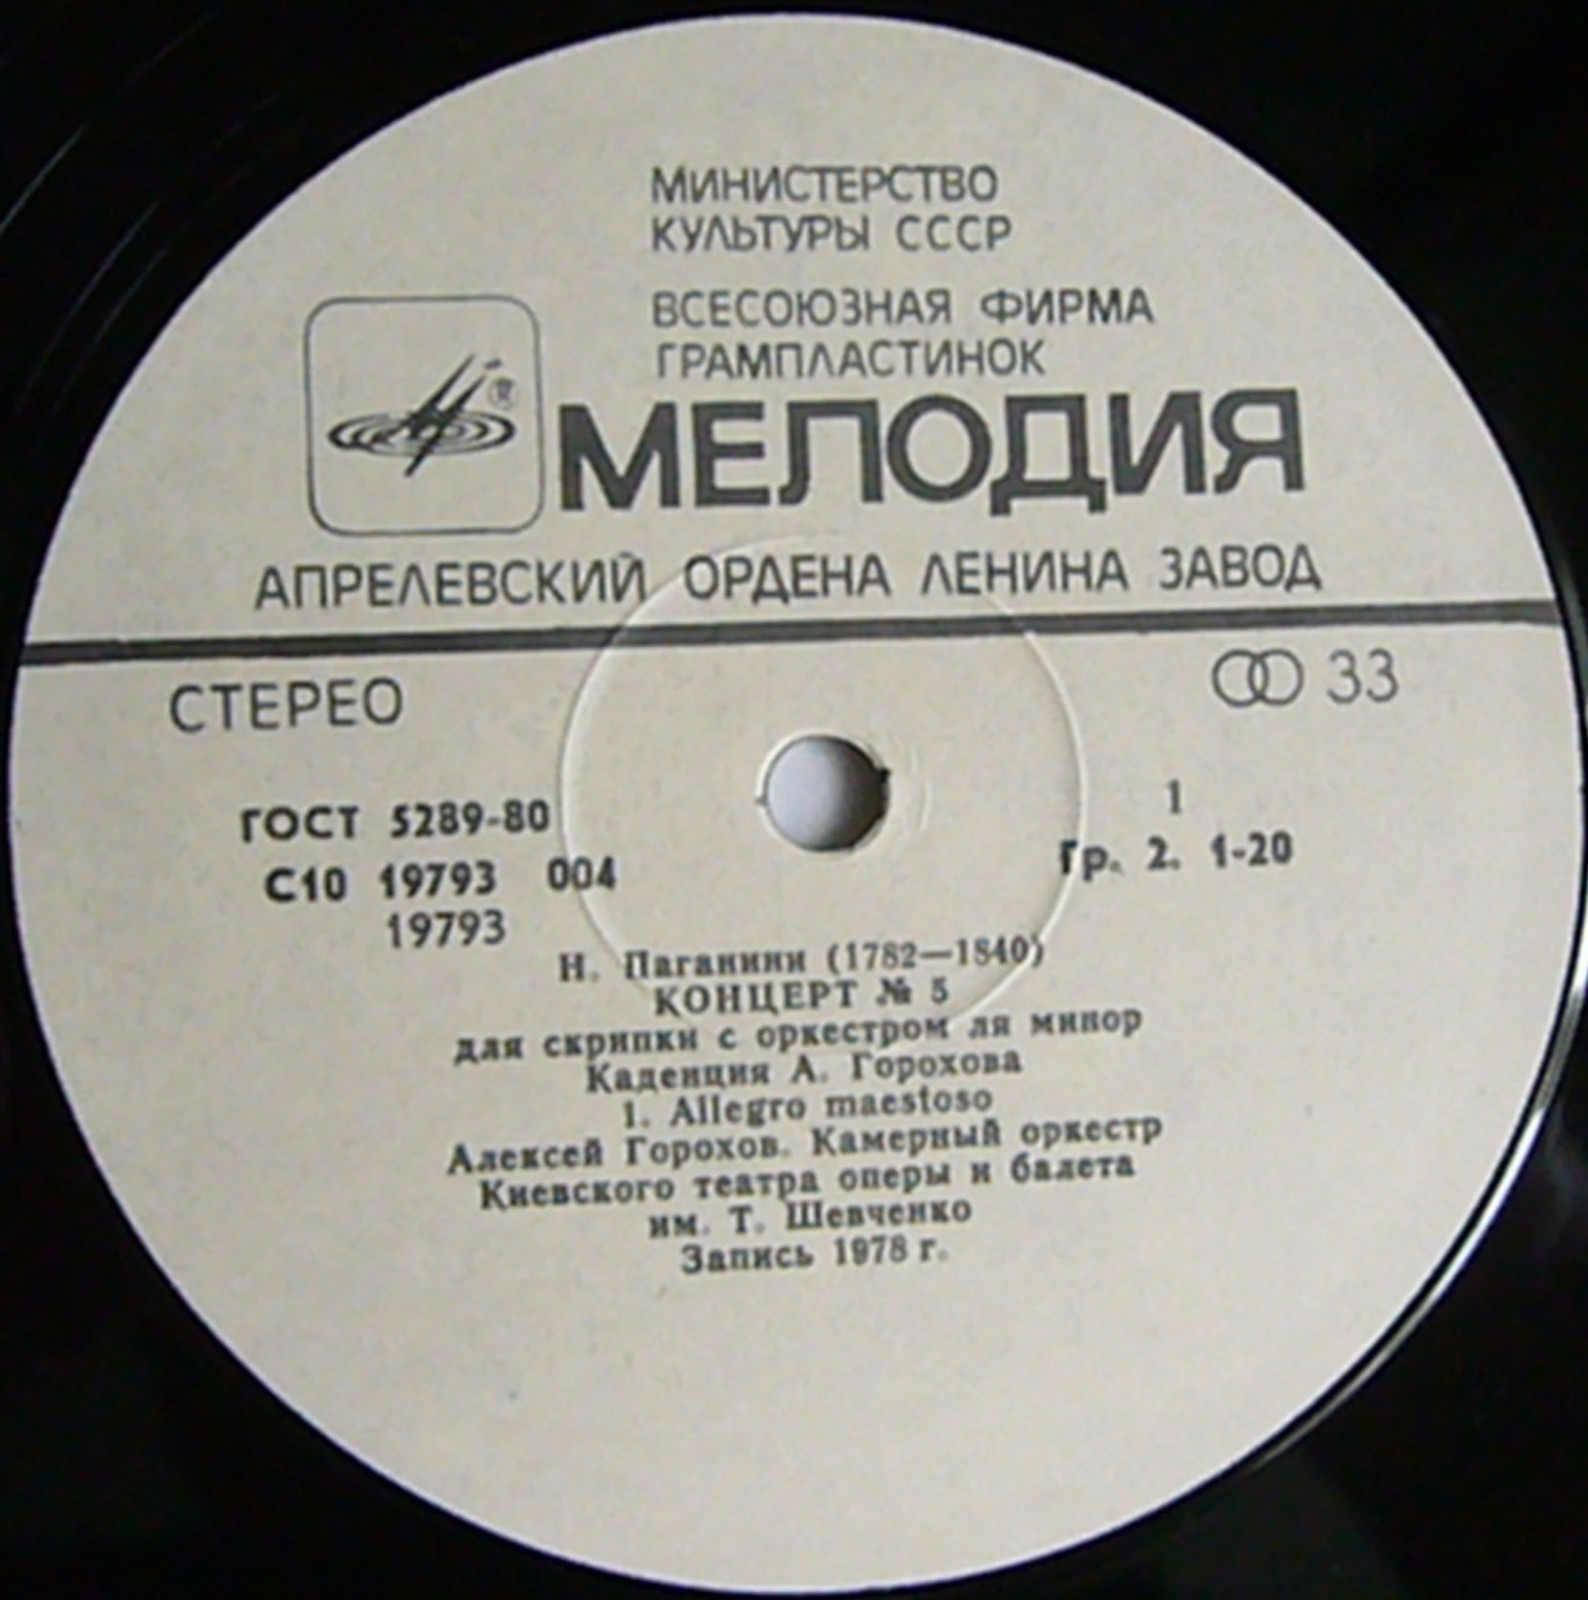 МИНИСТЕРСТВО
КУЛЬТУРЫ СССР
ВСЕСОЮЗНАЯ ФИРМА
ГРАМПЛАСТИНОК
®
МЕЛОДИЯ
АПРЕЛЕВСКИЙ ОРДЕНА ЛЕНИНА ЗАВОД
СТЕРЕО
33
ГОСТ 5289-80
1
С10 19793 004
Гр. 2. 1-20
19793
Н. Паганини (1782—1840)
КОНЦЕРТ № 5
для скрипки с оркестром ля минор
Каденция А. Горохова
1. Allegro maestoso
Алексей Горохов. Камерный оркестр
Киевского театра оперы и балета
им. Т. Шевченко
Запись 1978 г.